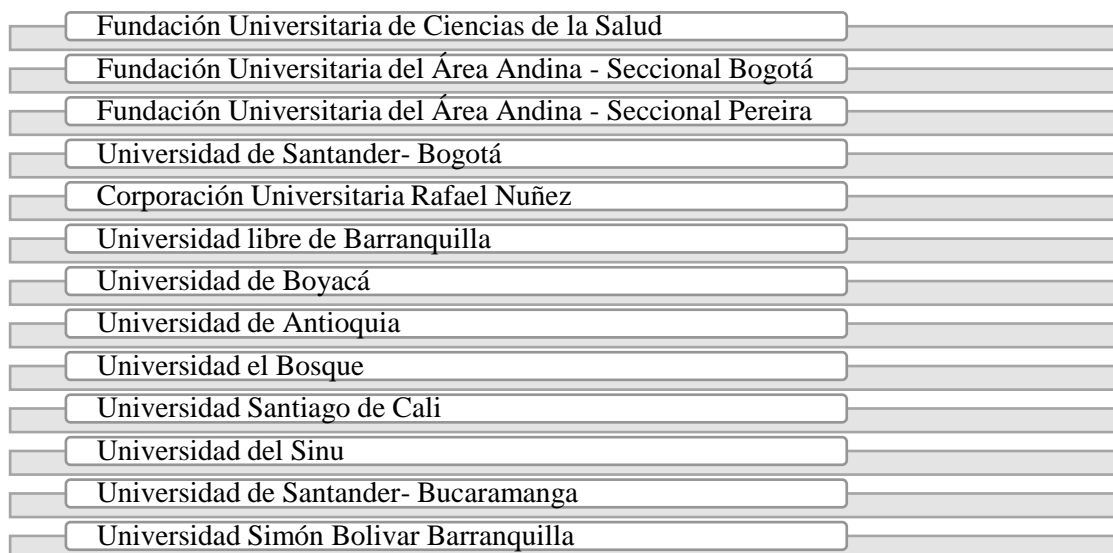 Fundación Universitaria de Ciencias de la Salud
Fundación Universitaria del Área Andina - Seccional Bogotá
Fundación Universitaria del Área Andina - Seccional Pereira
Universidad de Santander- Bogotá
Corporación Universitaria Rafael Nuñez
Universidad libre de Barranquilla
Universidad de Boyacá
Universidad de Antioquia
Universidad el Bosque
Universidad Santiago de Cali
Universidad del Sinu
Universidad de Santander- Bucaramanga
Universidad Simón Bolivar Barranquilla